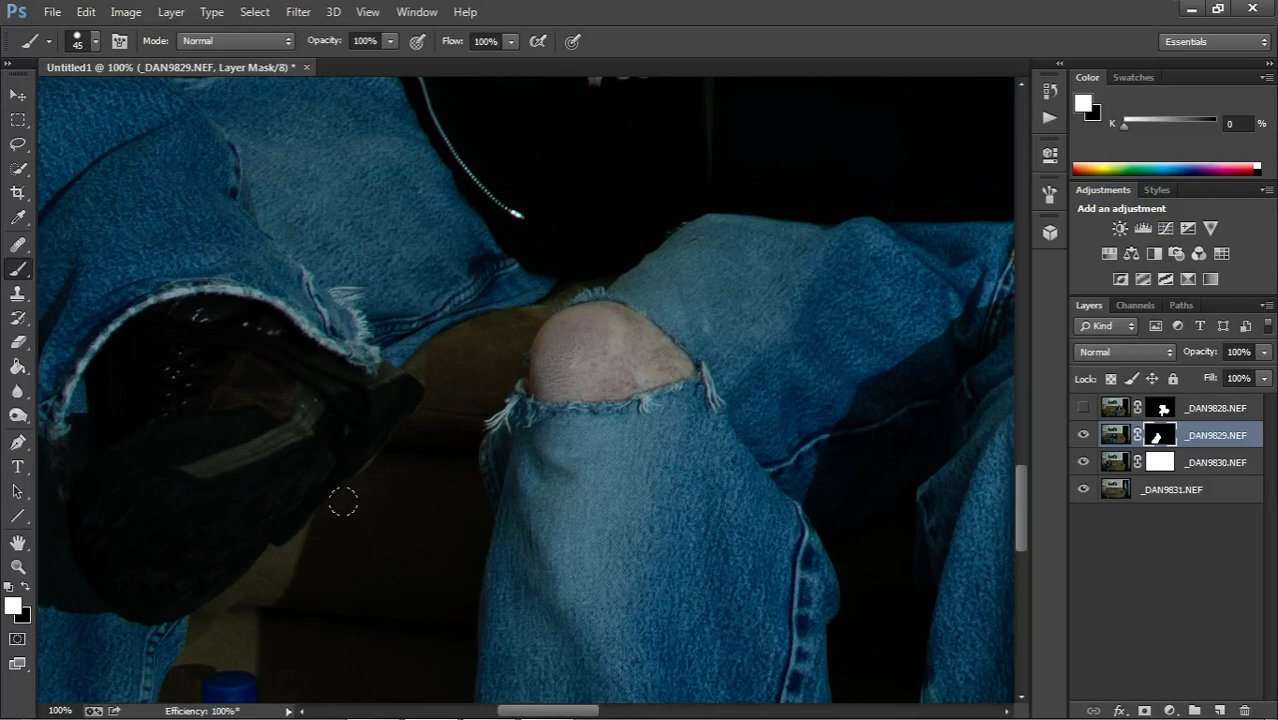 Ps File Edit Image Layer Type Select Filter 3D View Window Help
45 Mode: Normal Opacity: 100% Flow: 100% Essentials
Untitled1 @ 100% (_DAN9829.NEF, Layer Mask/8) * ×
Color Swatches
K 0 %
Adjustments Styles
Add an adjustment
Layers Channels Paths
Kind
Normal Opacity: 100%
Lock: Fill: 100%
_DAN9828.NEF
_DAN9829.NEF
_DAN9830.NEF
_DAN9831.NEF
100% Efficiency: 100%*